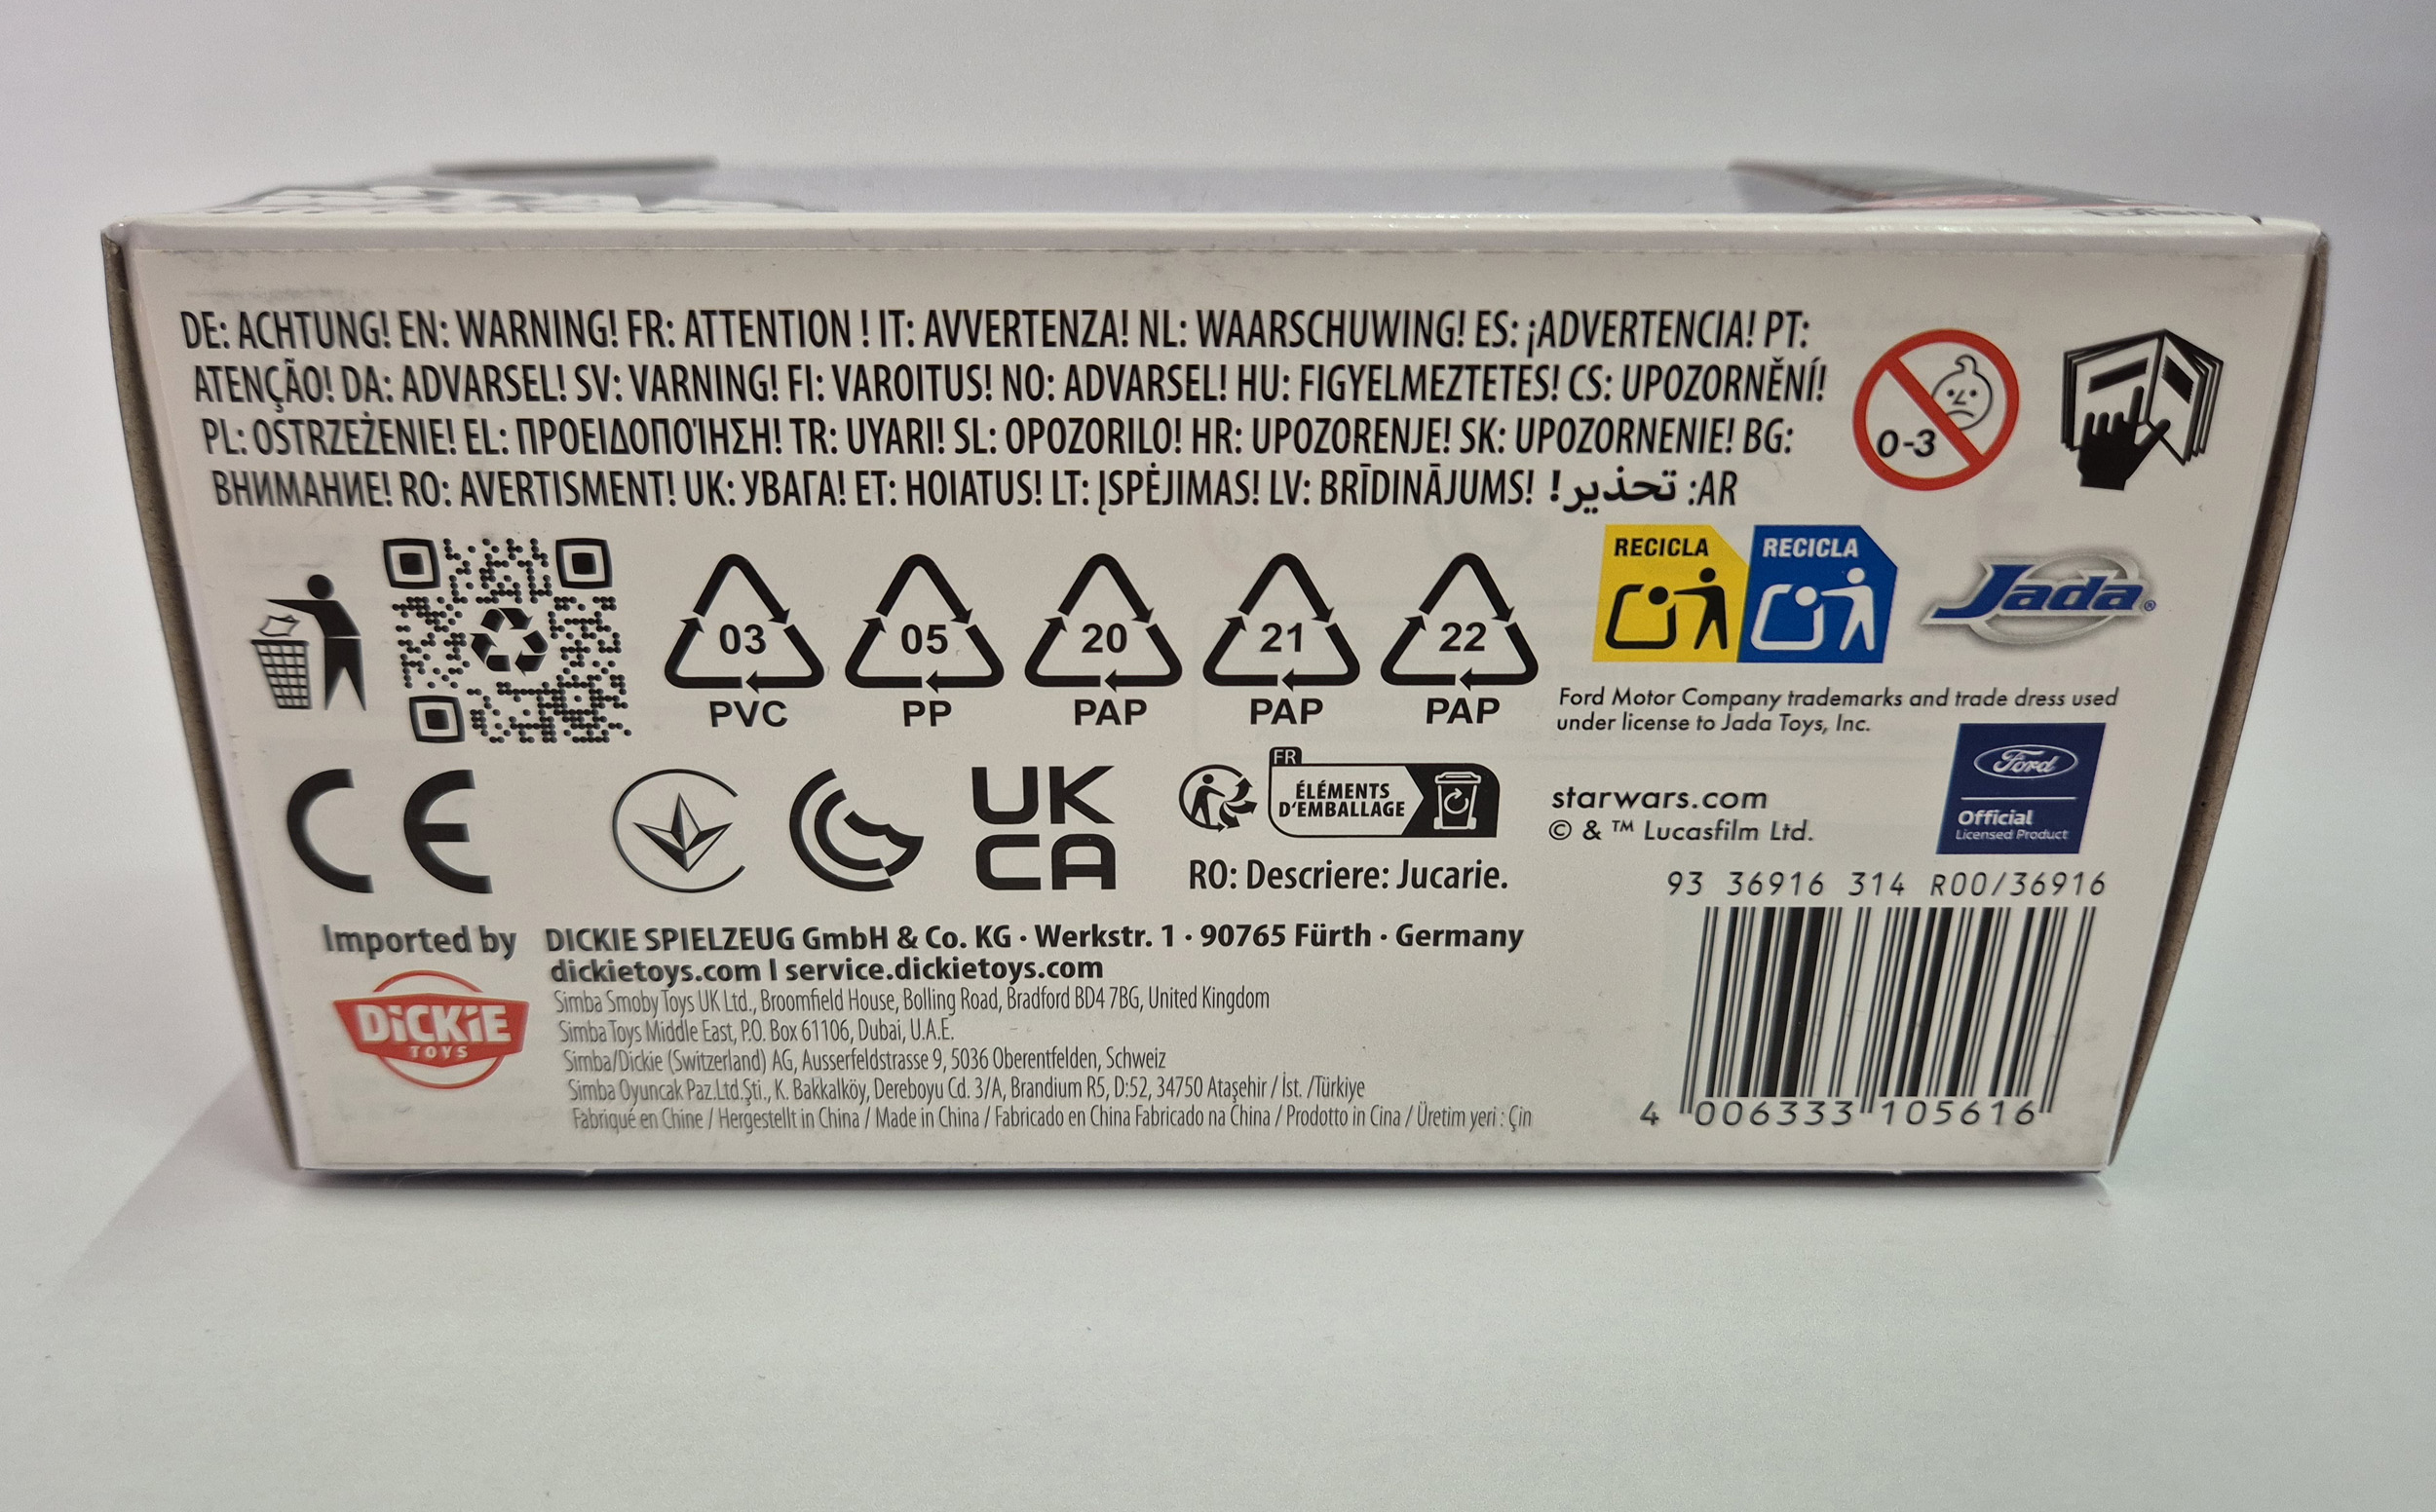 DE: ACHTUNG! EN: WARNING! FR: ATTENTION ! IT: AVVERTENZA! NL: WAARSCHUWING! ES: ¡ADVERTENCIA! PT:
ATENÇÃO! DA: ADVARSEL! SV: VARNING! FI: VAROITUS! NO: ADVARSEL! HU: FIGYELMEZTETES! CS: UPOZORNĚNÍ!
PL: OSTRZEŻENIE! EL: ΠΡΟΕΙΔΟΠΟΊΗΣΗ! TR: UYARI! SL: OPOZORILO! HR: UPOZORENJE! SK: UPOZORNENIE! BG:
ВНИМАНИЕ! RO: AVERTISMENT! UK: УВАГА! ET: HOIATUS! LT: ĮSPĖJIMAS! LV: BRĪDINĀJUMS! تحذير! :AR
0-3
03
PVC
05
PP
20
PAP
21
PAP
22
PAP
RECICLA
RECICLA
Jada®
Ford Motor Company trademarks and trade dress used
under license to Jada Toys, Inc.
CE
UK
CA
FR
ÉLÉMENTS
D'EMBALLAGE
RO: Descriere: Jucarie.
starwars.com
© & ™ Lucasfilm Ltd.
Ford
Official
Licensed Product
93 36916 314 R00/36916
4 006333 105616
Imported by
DICKIE
TOYS
DICKIE SPIELZEUG GmbH & Co. KG · Werkstr. 1 · 90765 Fürth · Germany
dickietoys.com I service.dickietoys.com
Simba Smoby Toys UK Ltd., Broomfield House, Bolling Road, Bradford BD4 7BG, United Kingdom
Simba Toys Middle East, P.O. Box 61106, Dubai, U.A.E.
Simba/Dickie (Switzerland) AG, Ausserfeldstrasse 9, 5036 Oberentfelden, Schweiz
Simba Oyuncak Paz.Ltd.Şti., K. Bakkalköy, Dereboyu Cd. 3/A, Brandium R5, D:52, 34750 Ataşehir / İst. /Türkiye
Fabriqué en Chine / Hergestellt in China / Made in China / Fabricado en China Fabricado na China / Prodotto in Cina / Üretim yeri : Çin